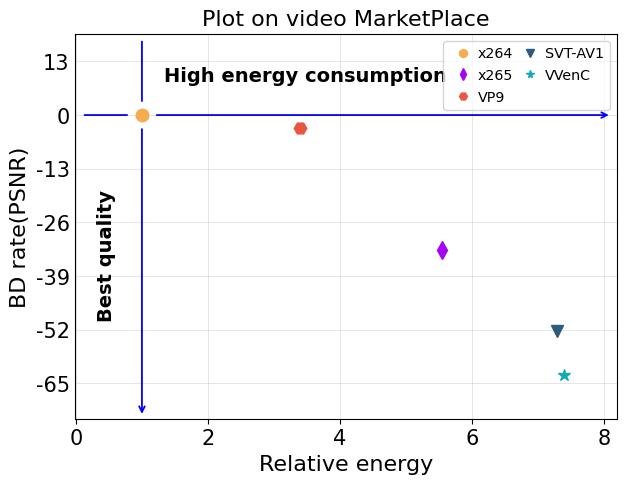 Plot on video MarketPlace
x264
x265
VP9
SVT-AV1
VVenC
High energy consumption
Best quality
BD rate(PSNR)
13
0
-13
-26
-39
-52
-65
0 2 4 6 8
Relative energy